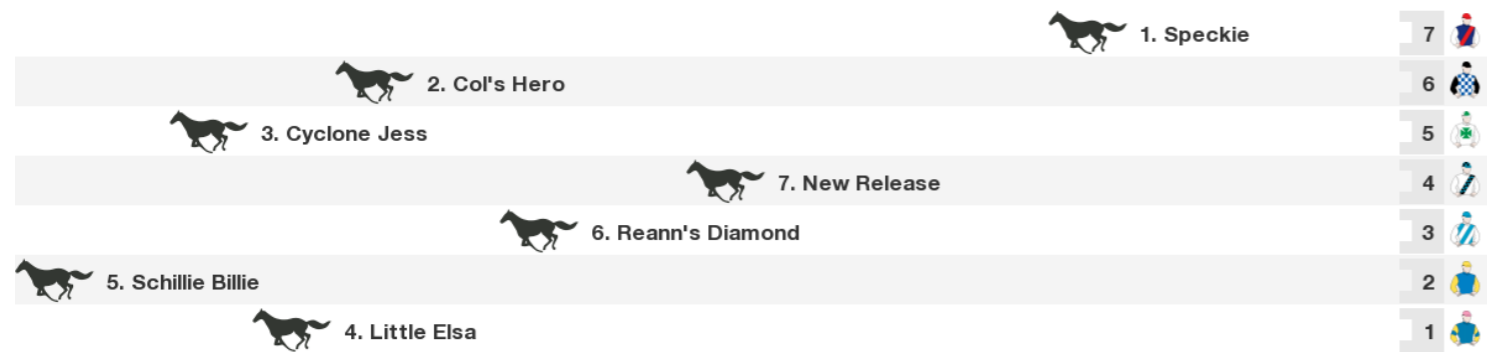 1. Speckie 7
2. Col's Hero 6
3. Cyclone Jess 5
7. New Release 4
6. Reann's Diamond 3
5. Schillie Billie 2
4. Little Elsa 1